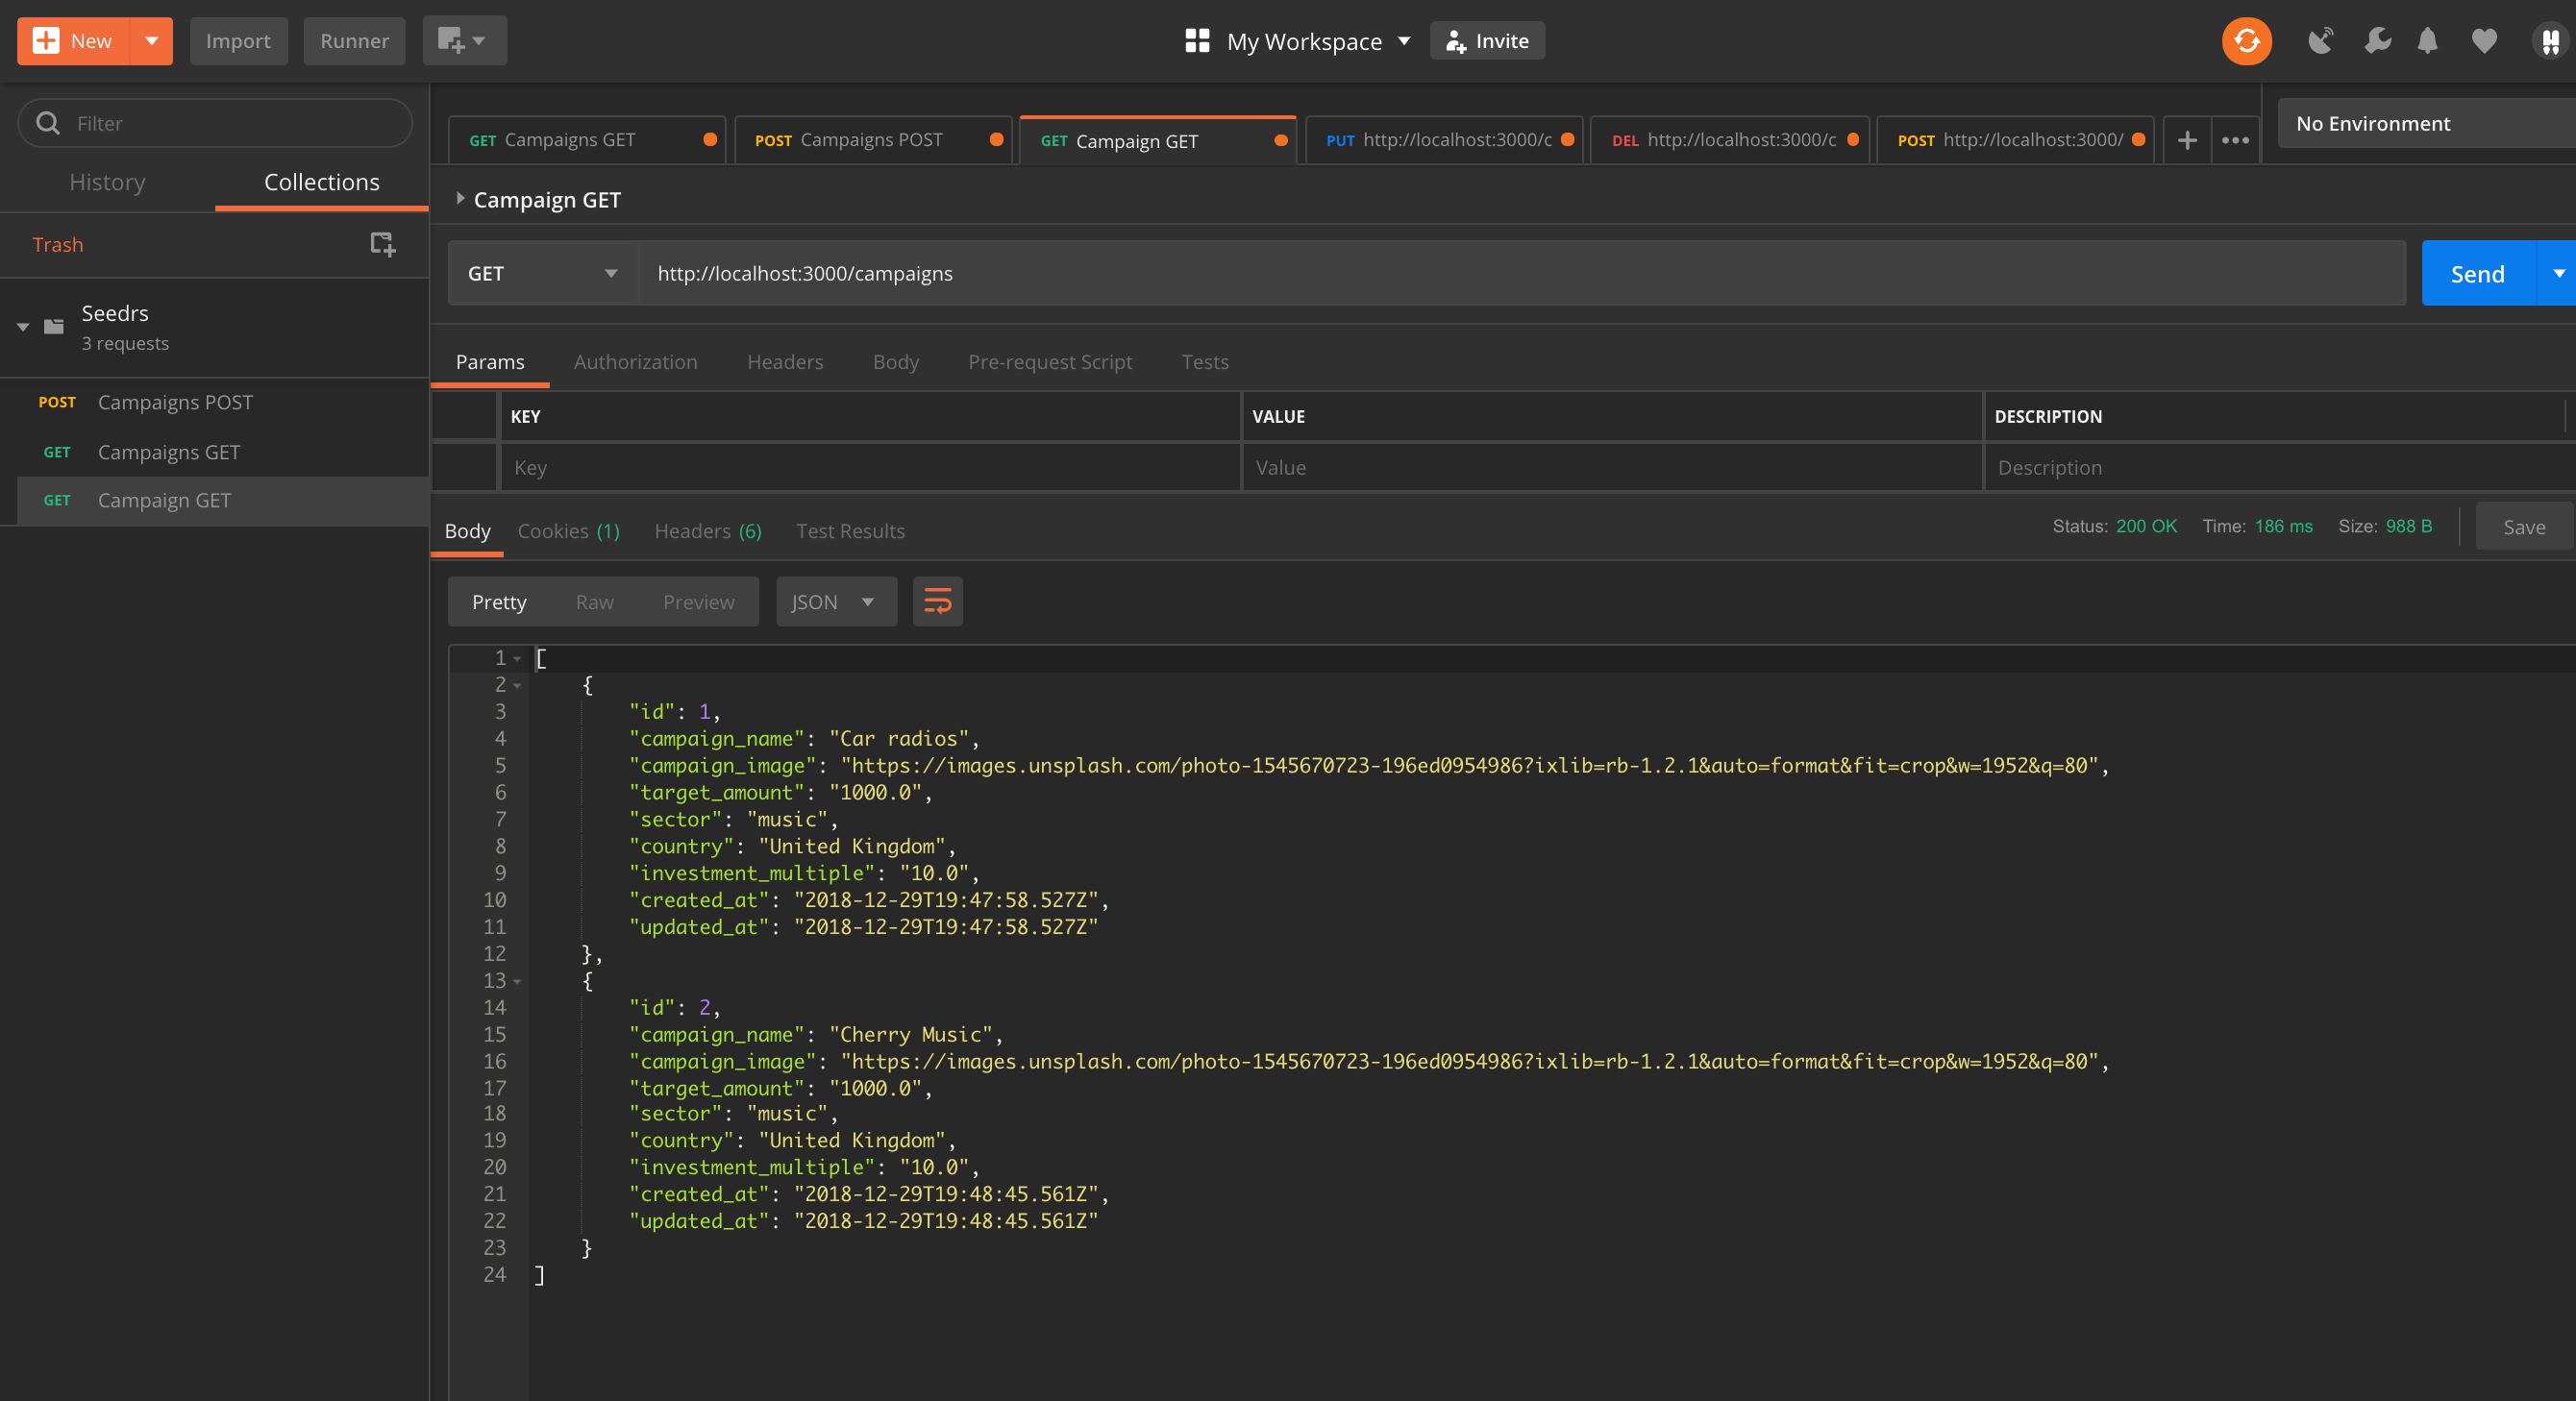 New Import Runner My Workspace Invite
Filter
History Collections
Trash
Seedrs
3 requests
POST Campaigns POST
GET Campaigns GET
GET Campaign GET
GET Campaigns GET POST Campaigns POST GET Campaign GET PUT http://localhost:3000/c DEL http://localhost:3000/c POST http://localhost:3000/ No Environment
Campaign GET
GET http://localhost:3000/campaigns Send
Params Authorization Headers Body Pre-request Script Tests
KEY VALUE DESCRIPTION
Key Value Description
Body Cookies (1) Headers (6) Test Results Status: 200 OK Time: 186 ms Size: 988 B Save
Pretty Raw Preview JSON
1 [
2 {
3 "id": 1,
4 "campaign_name": "Car radios",
5 "campaign_image": "https://images.unsplash.com/photo-1545670723-196ed0954986?ixlib=rb-1.2.1&auto=format&fit=crop&w=1952&q=80",
6 "target_amount": "1000.0",
7 "sector": "music",
8 "country": "United Kingdom",
9 "investment_multiple": "10.0",
10 "created_at": "2018-12-29T19:47:58.527Z",
11 "updated_at": "2018-12-29T19:47:58.527Z"
12 },
13 {
14 "id": 2,
15 "campaign_name": "Cherry Music",
16 "campaign_image": "https://images.unsplash.com/photo-1545670723-196ed0954986?ixlib=rb-1.2.1&auto=format&fit=crop&w=1952&q=80",
17 "target_amount": "1000.0",
18 "sector": "music",
19 "country": "United Kingdom",
20 "investment_multiple": "10.0",
21 "created_at": "2018-12-29T19:48:45.561Z",
22 "updated_at": "2018-12-29T19:48:45.561Z"
23 }
24 ]